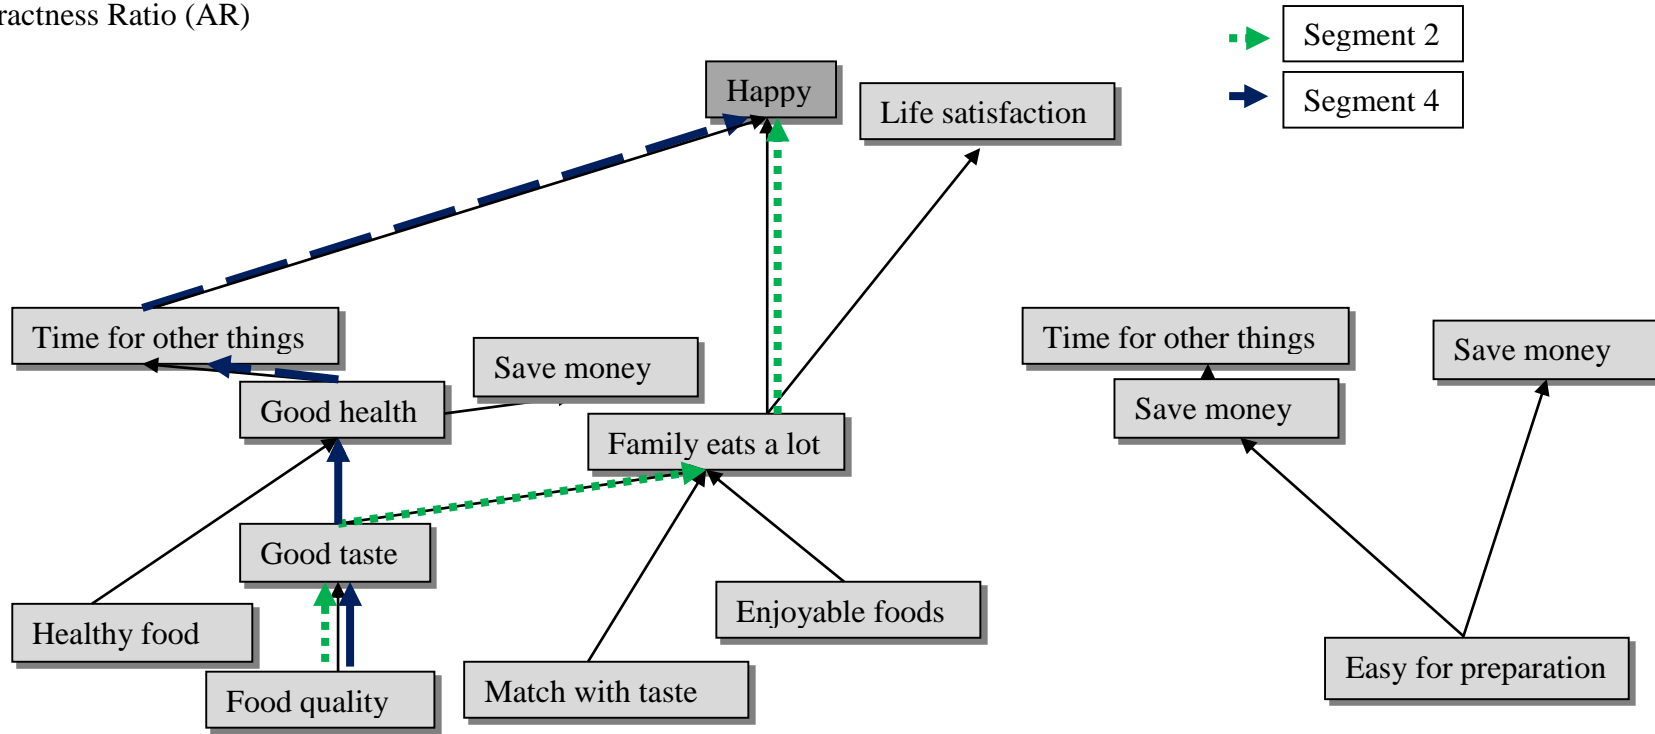 ractness Ratio (AR)
Segment 2
Segment 4
Happy
Life satisfaction
Time for other things
Save money
Good health
Family eats a lot
Time for other things
Save money
Save money
Good taste
Healthy food
Enjoyable foods
Food quality
Match with taste
Easy for preparation